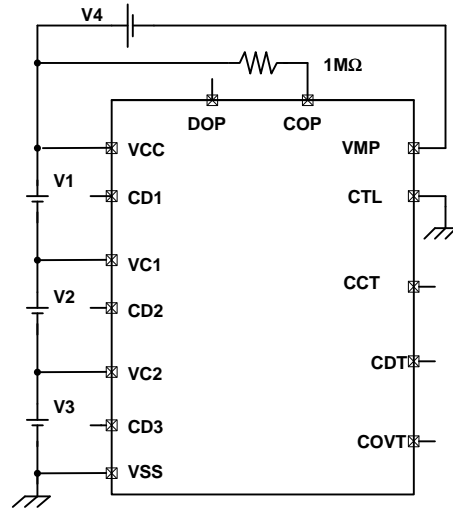 V4
1MΩ
DOP
COP
VCC
VMP
V1
CD1
CTL
VC1
V2
CCT
CD2
VC2
CDT
V3
CD3
COVT
VSS